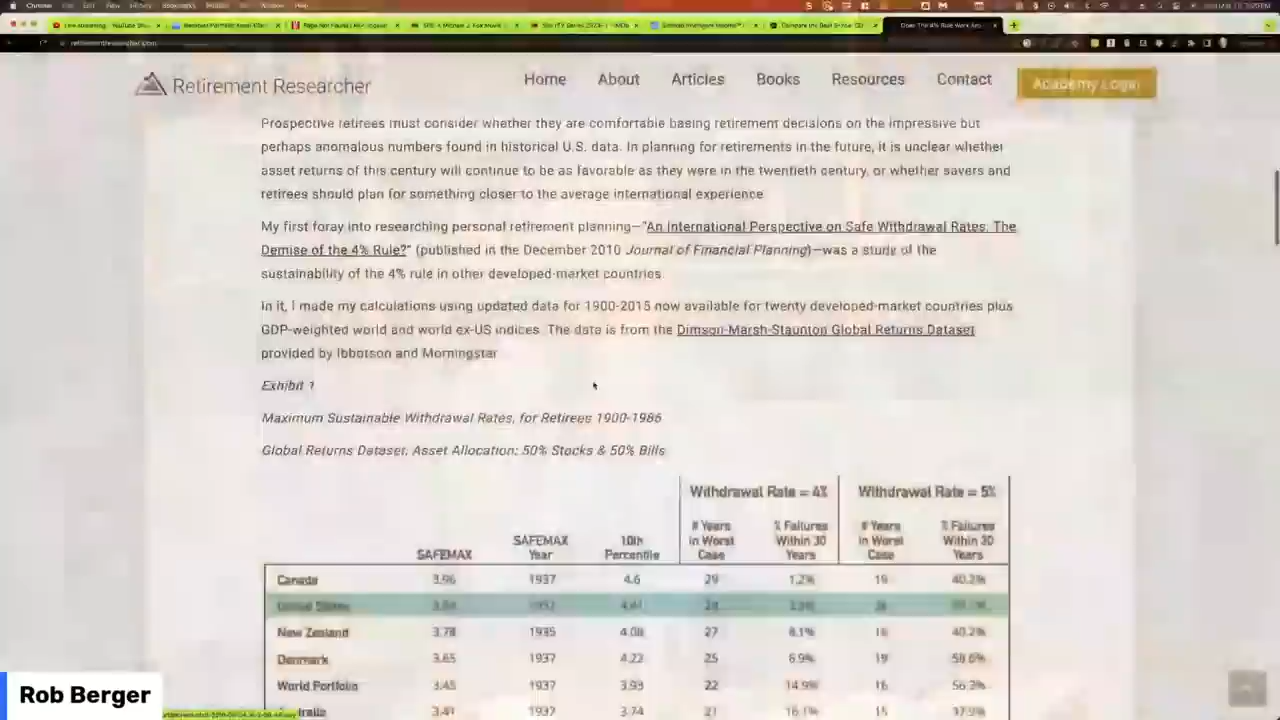 Retirement Researcher
Home About Articles Books Resources Contact Academy Login
Prospective retirees must consider whether they are comfortable basing retirement decisions on the impressive but
perhaps anomalous numbers found in historical U.S. data. In planning for retirements in the future, it is unclear whether
asset returns of this century will continue to be as favorable as they were in the twentieth century, or whether savers and
retirees should plan for something closer to the average international experience.
My first foray into researching personal retirement planning—"An International Perspective on Safe Withdrawal Rates: The
Demise of the 4% Rule?" (published in the December 2010 Journal of Financial Planning)—was a study of the
sustainability of the 4% rule in other developed-market countries.
In it, I made my calculations using updated data for 1900-2015 now available for twenty developed-market countries plus
GDP-weighted world and world ex-US indices. The data is from the Dimson-Marsh-Staunton Global Returns Dataset
provided by Ibbotson and Morningstar.
Exhibit 1
Maximum Sustainable Withdrawal Rates, for Retirees 1900-1986
Global Returns Dataset, Asset Allocation: 50% Stocks & 50% Bills
Withdrawal Rate = 4% Withdrawal Rate = 5%
SAFEMAX SAFEMAX Year 10th Percentile # Years in Worst Case % Failures Within 30 Years # Years in Worst Case % Failures Within 30 Years
Canada 3.96 1937 4.6 29 1.2% 19 40.2%
United States 1937
New Zealand 3.78 1935 4.08 27 8.1% 40.2%
Denmark 3.65 1937 4.22 25 6.9% 19 58.6%
World Portfolio 3.45 1937 3.93 22 14.9% 16 56.3%
3.41 1937 3.74 21 16.1% 15
Rob Berger